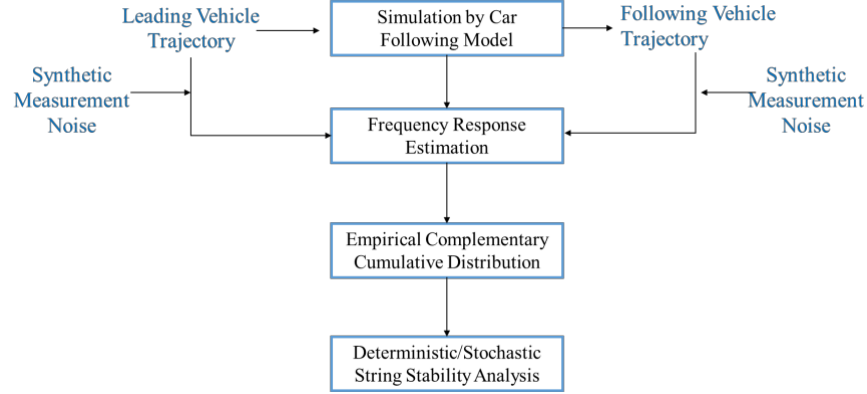 Leading Vehicle
Trajectory
Simulation by Car
Following Model
Following Vehicle
Trajectory
Synthetic
Measurement
Noise
Synthetic
Measurement
Noise
Frequency Response
Estimation
Empirical Complementary
Cumulative Distribution
Deterministic/Stochastic
String Stability Analysis